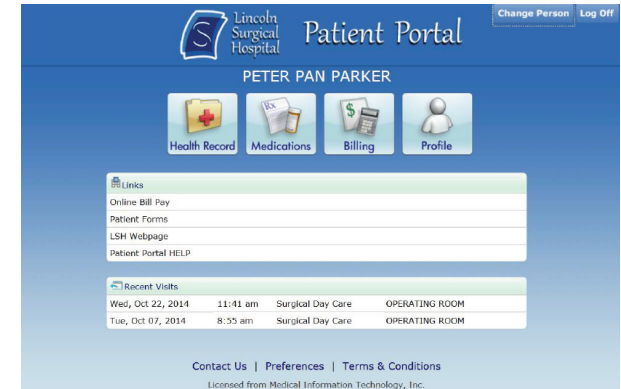 Change Person Log Off
Lincoln
Surgical
Hospital
Patient Portal
PETER PAN PARKER
Rx
$
Health Record Medications Billing Profile
Links
Online Bill Pay
Patient Forms
LSH Webpage
Patient Portal HELP
Recent Visits
Wed, Oct 22, 2014 11:41 am Surgical Day Care OPERATING ROOM
Tue, Oct 07, 2014 8:55 am Surgical Day Care OPERATING ROOM
Contact Us | Preferences | Terms & Conditions
Licensed from Medical Information Technology, Inc.